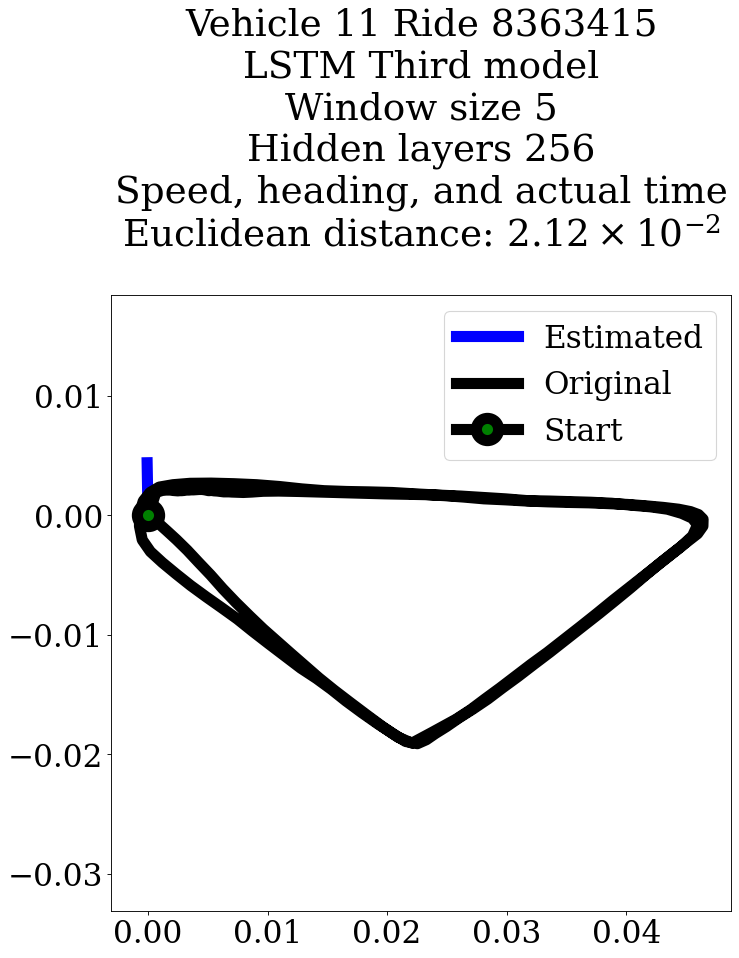 Vehicle 11 Ride 8363415
LSTM Third model
Window size 5
Hidden layers 256
Speed, heading, and actual time
Euclidean distance: 2.12 × 10⁻²
Estimated
Original
Start
0.01
0.00
−0.01
−0.02
−0.03
0.00 0.01 0.02 0.03 0.04